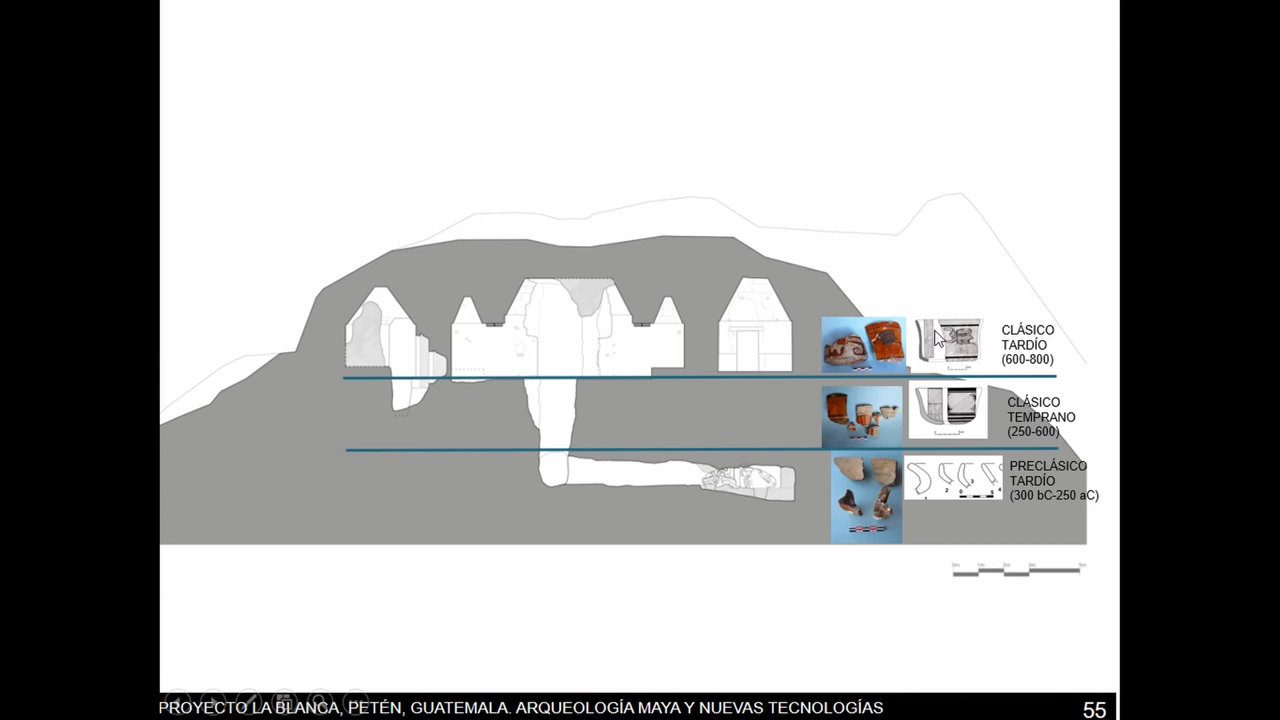 CLÁSICO
TARDÍO
(600-800)
CLÁSICO
TEMPRANO
(250-600)
PRECLÁSICO
TARDÍO
(300 bC-250 aC)
PROYECTO LA BLANCA, PETÉN, GUATEMALA. ARQUEOLOGÍA MAYA Y NUEVAS TECNOLOGÍAS
55